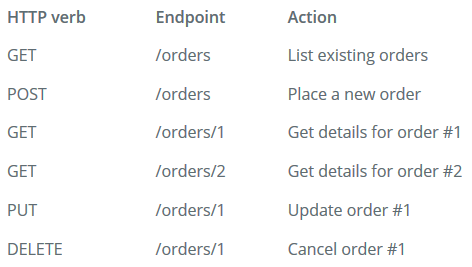 HTTP verb Endpoint Action
GET /orders List existing orders
POST /orders Place a new order
GET /orders/1 Get details for order #1
GET /orders/2 Get details for order #2
PUT /orders/1 Update order #1
DELETE /orders/1 Cancel order #1